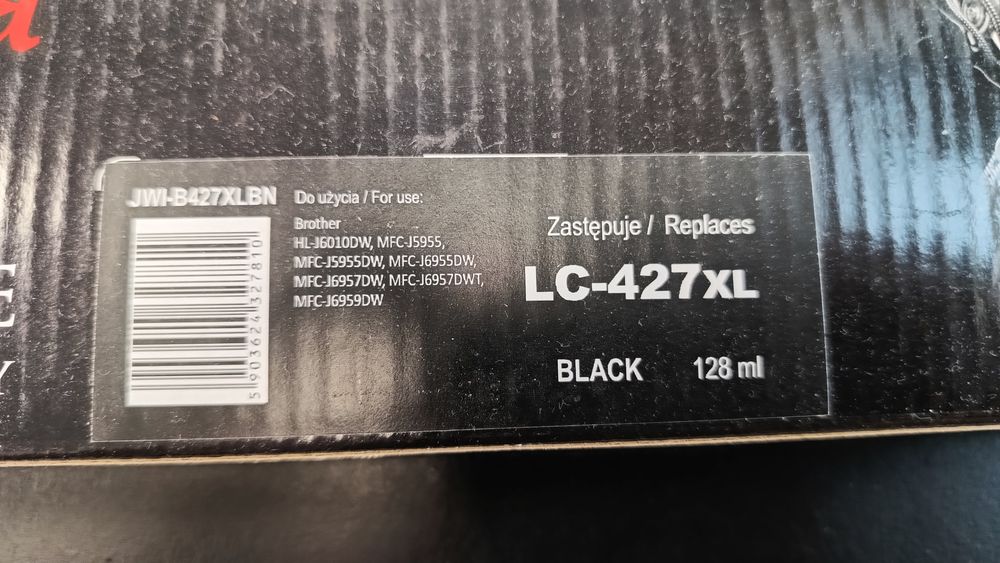 JWI-B427XLBN
5903624327810
Do użycia / For use:
Brother
HL-J6010DW, MFC-J5955,
MFC-J5955DW, MFC-J6955DW,
MFC-J6957DW, MFC-J6957DWT,
MFC-J6959DW
Zastępuje / Replaces
LC-427XL
BLACK 128 ml